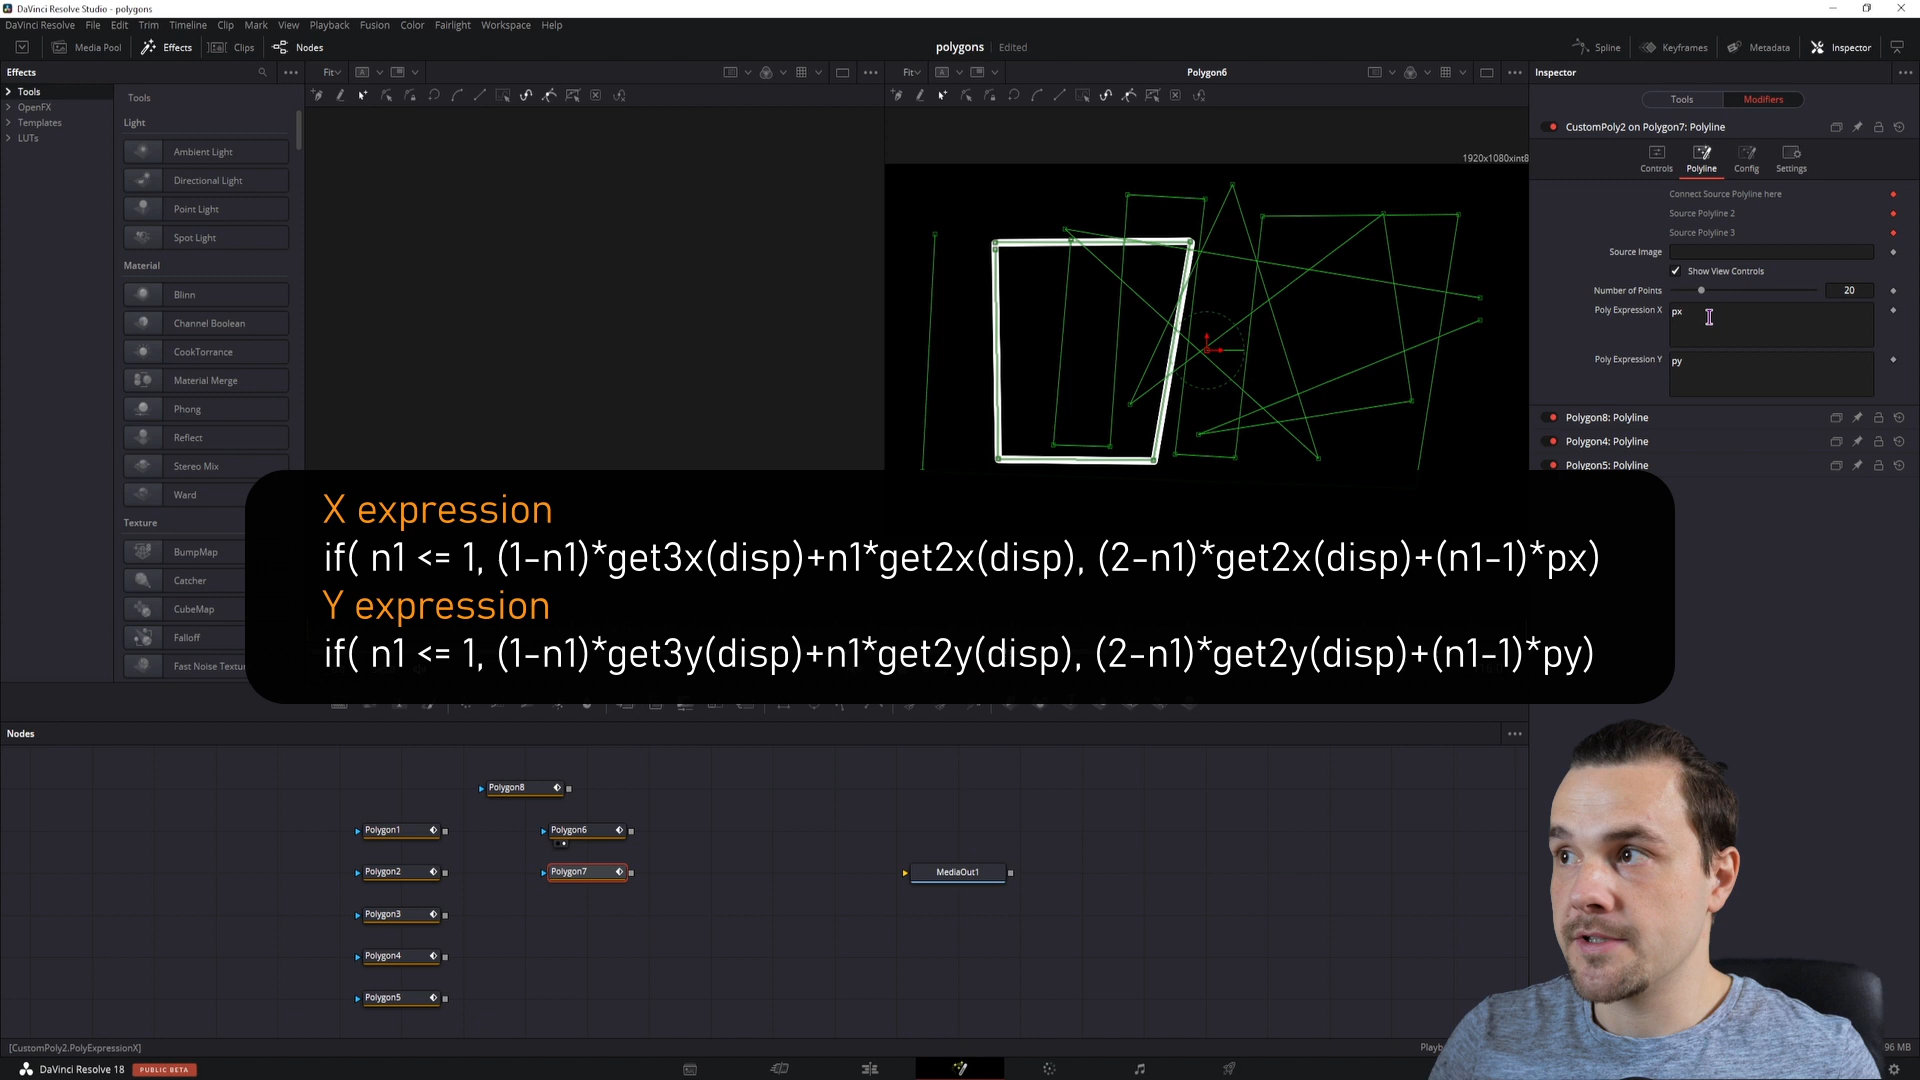 DaVinci Resolve Studio - polygons
DaVinci Resolve File Edit Trim Timeline Clip Mark View Playback Fusion Color Fairlight Workspace Help
Media Pool Effects Clips Nodes
polygons Edited
Spline Keyframes Metadata Inspector
Effects
Fit
Fit
Polygon6
Inspector
Tools
OpenFX
Templates
LUTs
Tools
Light
Ambient Light
Directional Light
Point Light
Spot Light
Material
Blinn
Channel Boolean
CookTorrance
Material Merge
Phong
Reflect
Stereo Mix
Ward
Texture
BumpMap
Catcher
CubeMap
Falloff
Fast Noise Textur
1920x1080xint8
Tools Modifiers
CustomPoly2 on Polygon7: Polyline
Controls Polyline Config Settings
Connect Source Polyline here
Source Polyline 2
Source Polyline 3
Source Image
Show View Controls
Number of Points 20
Poly Expression X px
Poly Expression Y py
Polygon8: Polyline
Polygon4: Polyline
Polygon5: Polyline
X expression
if( n1 <= 1, (1-n1)*get3x(disp)+n1*get2x(disp), (2-n1)*get2x(disp)+(n1-1)*px)
Y expression
if( n1 <= 1, (1-n1)*get3y(disp)+n1*get2y(disp), (2-n1)*get2y(disp)+(n1-1)*py)
Nodes
Polygon8
Polygon1
Polygon6
Polygon2
Polygon7
MediaOut1
Polygon3
Polygon4
Polygon5
[CustomPoly2.PolyExpressionX]
Playb
96 MB
DaVinci Resolve 18 PUBLIC BETA